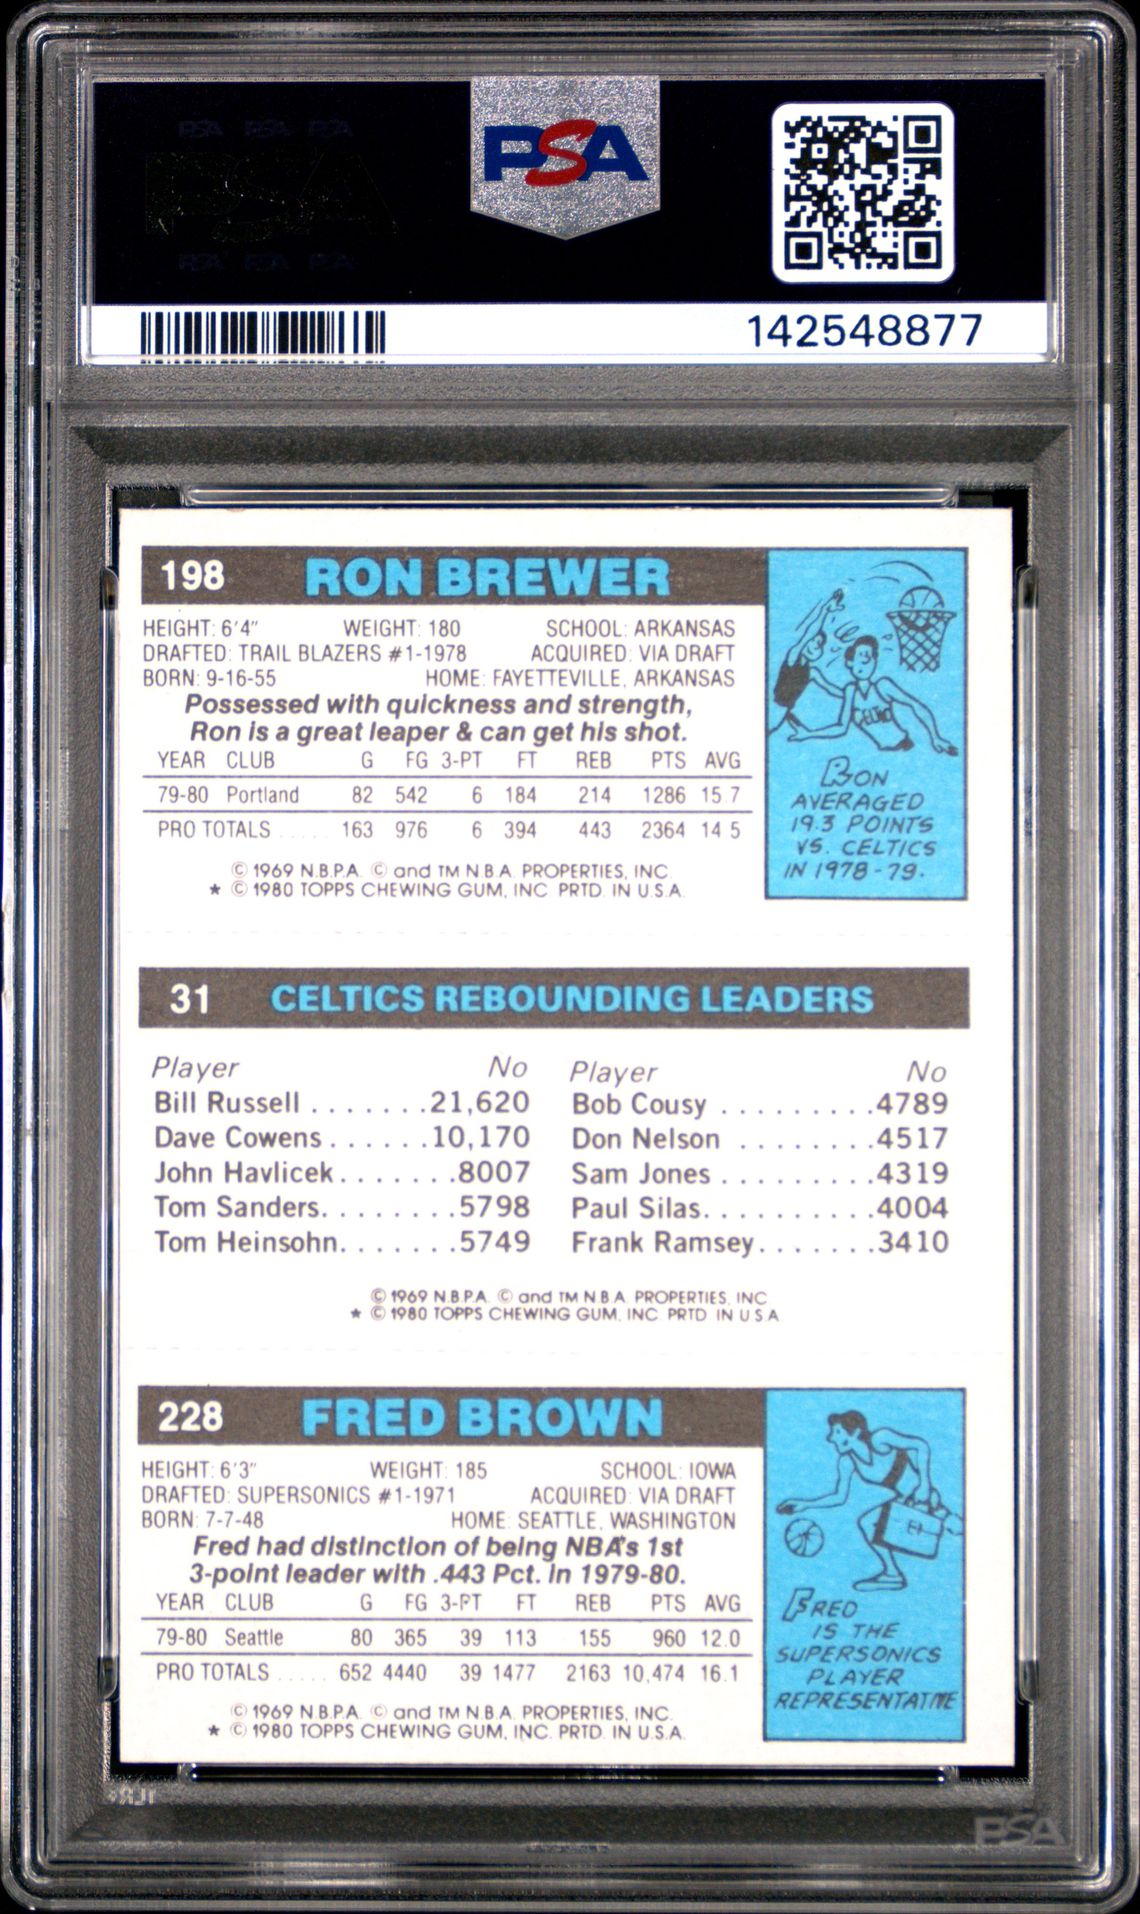 PSA PSA PSA
PSA
PSA PSA PSA
PSA
142548877
198 RON BREWER
HEIGHT: 6'4" WEIGHT: 180 SCHOOL: ARKANSAS
DRAFTED: TRAIL BLAZERS #1-1978 ACQUIRED: VIA DRAFT
BORN: 9-16-55 HOME: FAYETTEVILLE, ARKANSAS
Possessed with quickness and strength,
Ron is a great leaper & can get his shot.
YEAR CLUB G FG 3-PT FT REB PTS AVG
79-80 Portland 82 542 6 184 214 1286 15.7
PRO TOTALS ..... 163 976 6 394 443 2364 14.5
© 1969 N.B.P.A. © and TM N.B.A. PROPERTIES, INC.
* © 1980 TOPPS CHEWING GUM, INC. PRTD. IN U.S.A.
CELTICS
RON
AVERAGED
19.3 POINTS
VS. CELTICS
IN 1978-79.
31 CELTICS REBOUNDING LEADERS
Player No Player No
Bill Russell .......21,620 Bob Cousy .........4789
Dave Cowens ......10,170 Don Nelson ........4517
John Havlicek.......8007 Sam Jones .........4319
Tom Sanders........5798 Paul Silas..........4004
Tom Heinsohn.......5749 Frank Ramsey.......3410
© 1969 N.B.P.A. © and TM N.B.A. PROPERTIES, INC.
* © 1980 TOPPS CHEWING GUM, INC. PRTD. IN U.S.A.
228 FRED BROWN
HEIGHT: 6'3" WEIGHT: 185 SCHOOL: IOWA
DRAFTED: SUPERSONICS #1-1971 ACQUIRED: VIA DRAFT
BORN: 7-7-48 HOME: SEATTLE, WASHINGTON
Fred had distinction of being NBA's 1st
3-point leader with .443 Pct. in 1979-80.
YEAR CLUB G FG 3-PT FT REB PTS AVG
79-80 Seattle 80 365 39 113 155 960 12.0
PRO TOTALS ..... 652 4440 39 1477 2163 10,474 16.1
© 1969 N.B.P.A. © and TM N.B.A. PROPERTIES, INC.
* © 1980 TOPPS CHEWING GUM, INC. PRTD. IN U.S.A.
FRED
IS THE
SUPERSONICS
PLAYER
REPRESENTATIVE
PSA